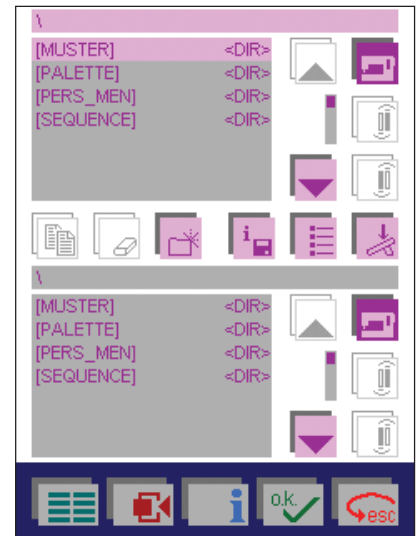 \
[MUSTER] <DIR>
[PALETTE] <DIR>
[PERS_MEN] <DIR>
[SEQUENCE] <DIR>
i
\
[MUSTER] <DIR>
[PALETTE] <DIR>
[PERS_MEN] <DIR>
[SEQUENCE] <DIR>
i o.k. esc